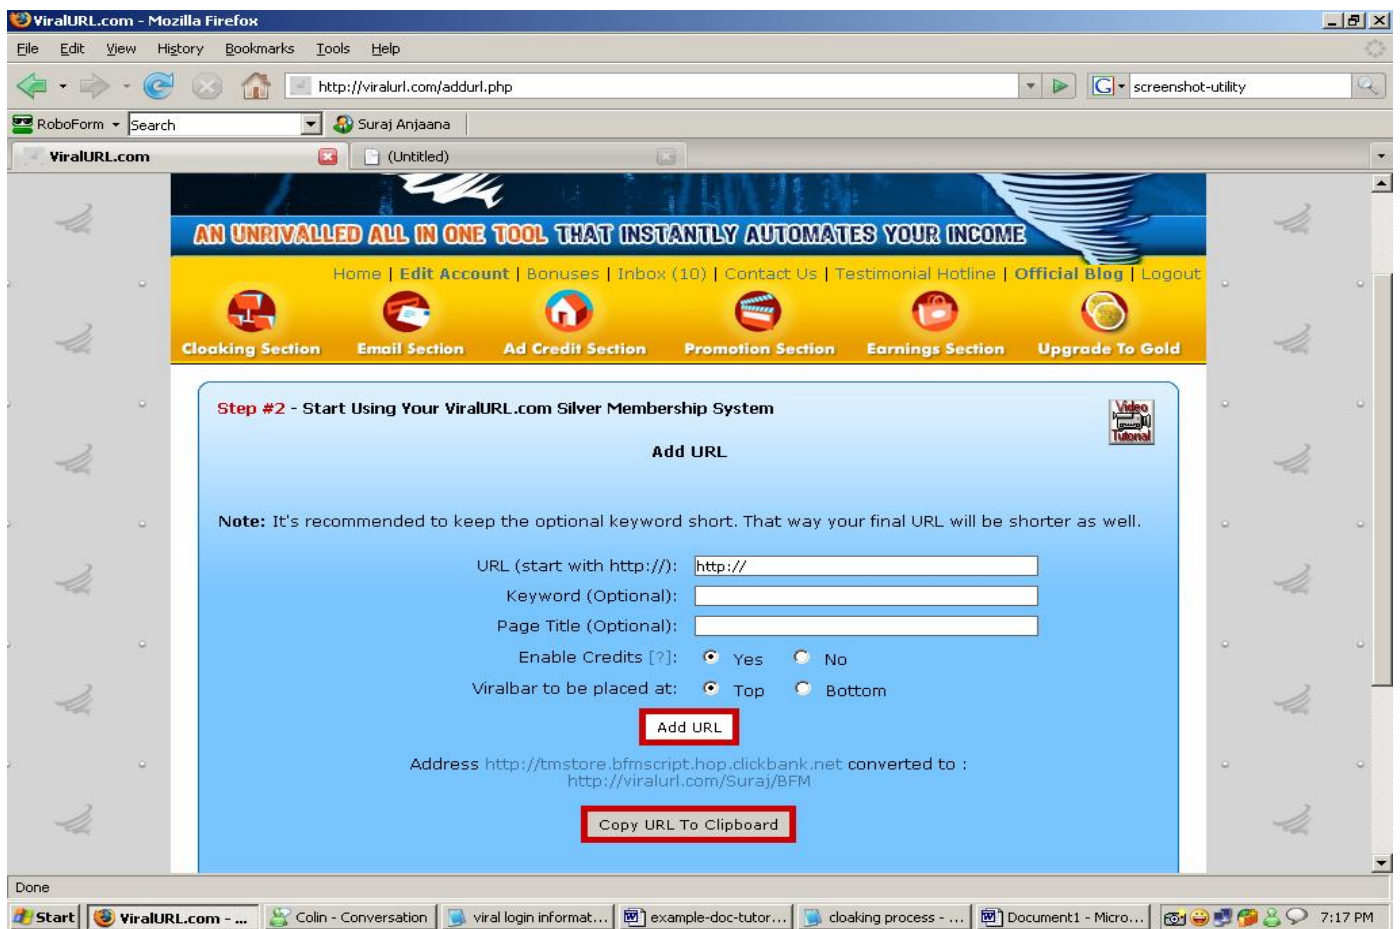 ViralURL.com - Mozilla Firefox
File Edit View History Bookmarks Tools Help
http://viralurl.com/addurl.php
G screenshot-utility
RoboForm Search Suraj Anjaana
ViralURL.com (Untitled)
AN UNRIVALLED ALL IN ONE TOOL THAT INSTANTLY AUTOMATES YOUR INCOME
Home | Edit Account | Bonuses | Inbox (10) | Contact Us | Testimonial Hotline | Official Blog | Logout
Cloaking Section Email Section Ad Credit Section Promotion Section Earnings Section Upgrade To Gold
Step #2 - Start Using Your ViralURL.com Silver Membership System
Video
Tutorial
Add URL
Note: It's recommended to keep the optional keyword short. That way your final URL will be shorter as well.
URL (start with http://): http://
Keyword (Optional):
Page Title (Optional):
Enable Credits [?]: Yes No
Viralbar to be placed at: Top Bottom
Add URL
Address http://tmstore.bfmscript.hop.clickbank.net converted to :
http://viralurl.com/Suraj/BFM
Copy URL To Clipboard
Done
Start ViralURL.com - ... Colin - Conversation viral login informat... example-doc-tutor... cloaking process - ... Document1 - Micro... 7:17 PM